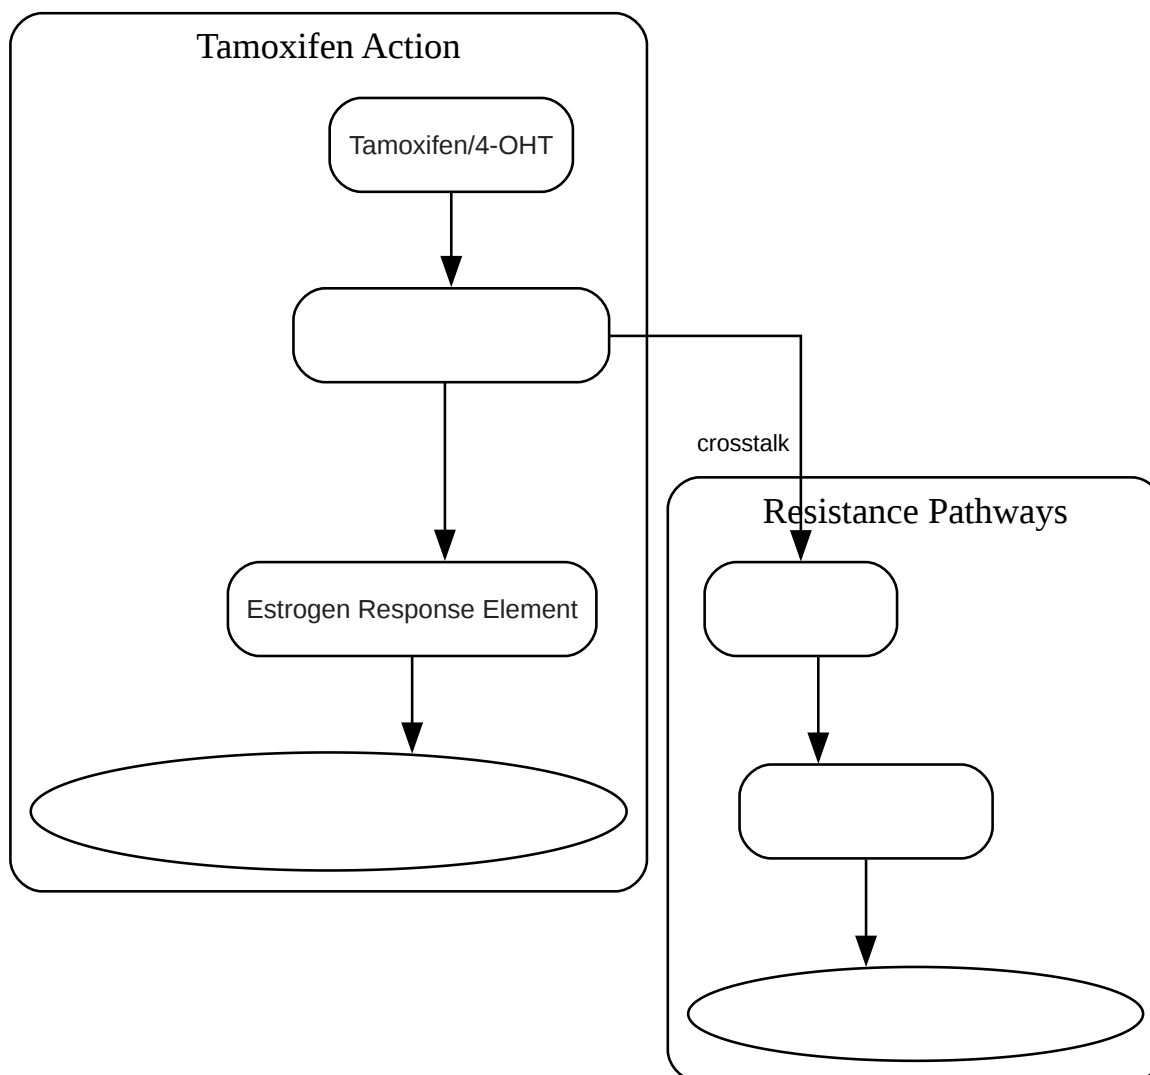 Tamoxifen Action
Tamoxifen/4-OHT
crosstalk
Resistance Pathways
Estrogen Response Element